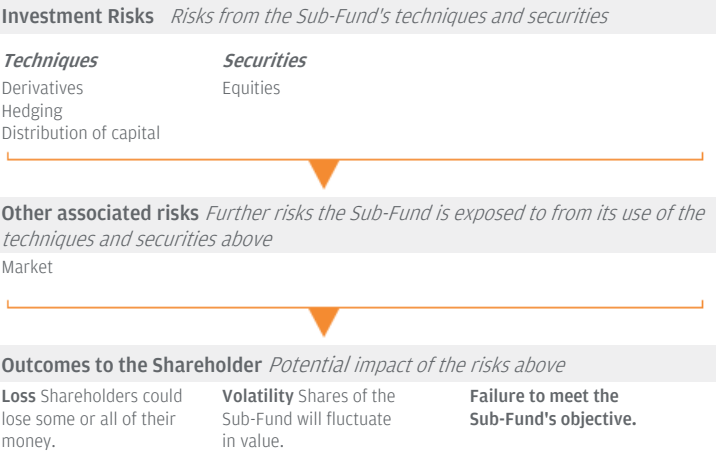 Investment Risks Risks from the Sub-Fund's techniques and securities
Techniques
Derivatives
Hedging
Distribution of capital
Securities
Equities
Other associated risks Further risks the Sub-Fund is exposed to from its use of the
techniques and securities above
Market
Outcomes to the Shareholder Potential impact of the risks above
Loss Shareholders could
lose some or all of their
money.
Volatility Shares of the
Sub-Fund will fluctuate
in value.
Failure to meet the
Sub-Fund's objective.